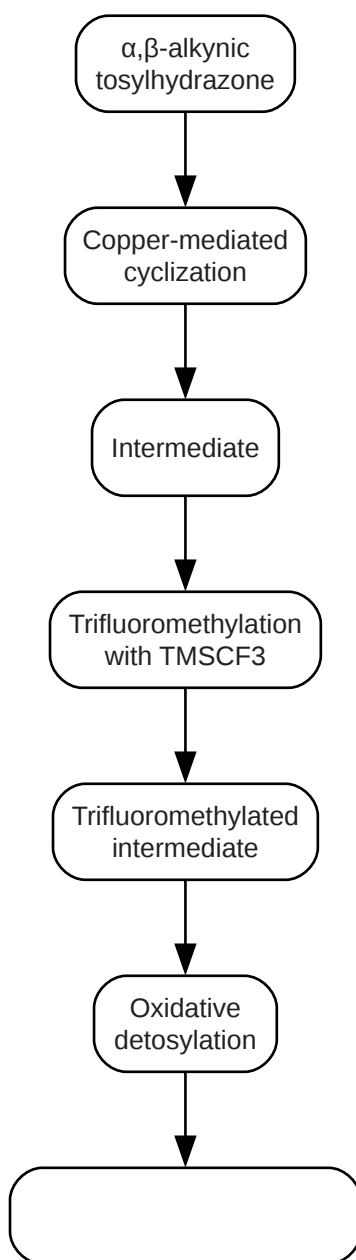 α,β-alkynic
tosylhydrazone
Copper-mediated
cyclization
Intermediate
Trifluoromethylation
with TMSCF3
Trifluoromethylated
intermediate
Oxidative
detosylation